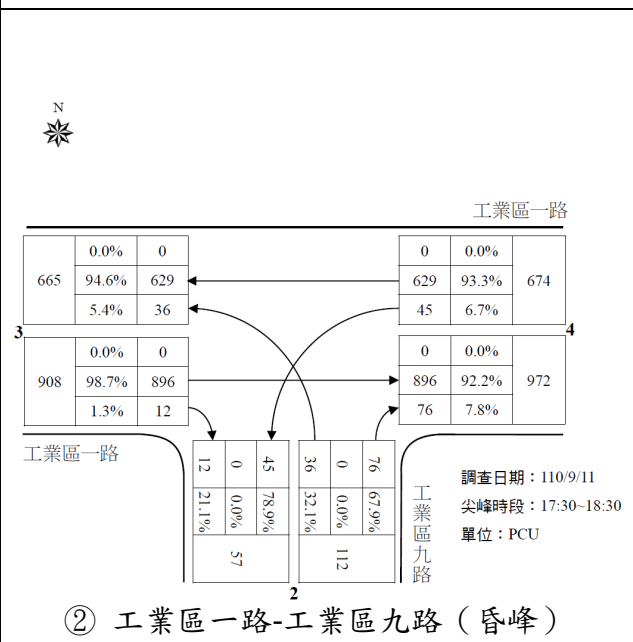 N
工業區一路
0.0% 0
665 94.6% 629
5.4% 36
0 0.0%
629 93.3% 674
45 6.7%
3
4
0.0% 0
908 98.7% 896
1.3% 12
0 0.0%
896 92.2% 972
76 7.8%
工業區一路
12 0 45
21.1% 0.0% 78.9%
57
36 0 76
32.1% 0.0% 67.9%
112
工業區九路
調查日期：110/9/11
尖峰時段：17:30~18:30
單位：PCU
2
② 工業區一路-工業區九路（昏峰）